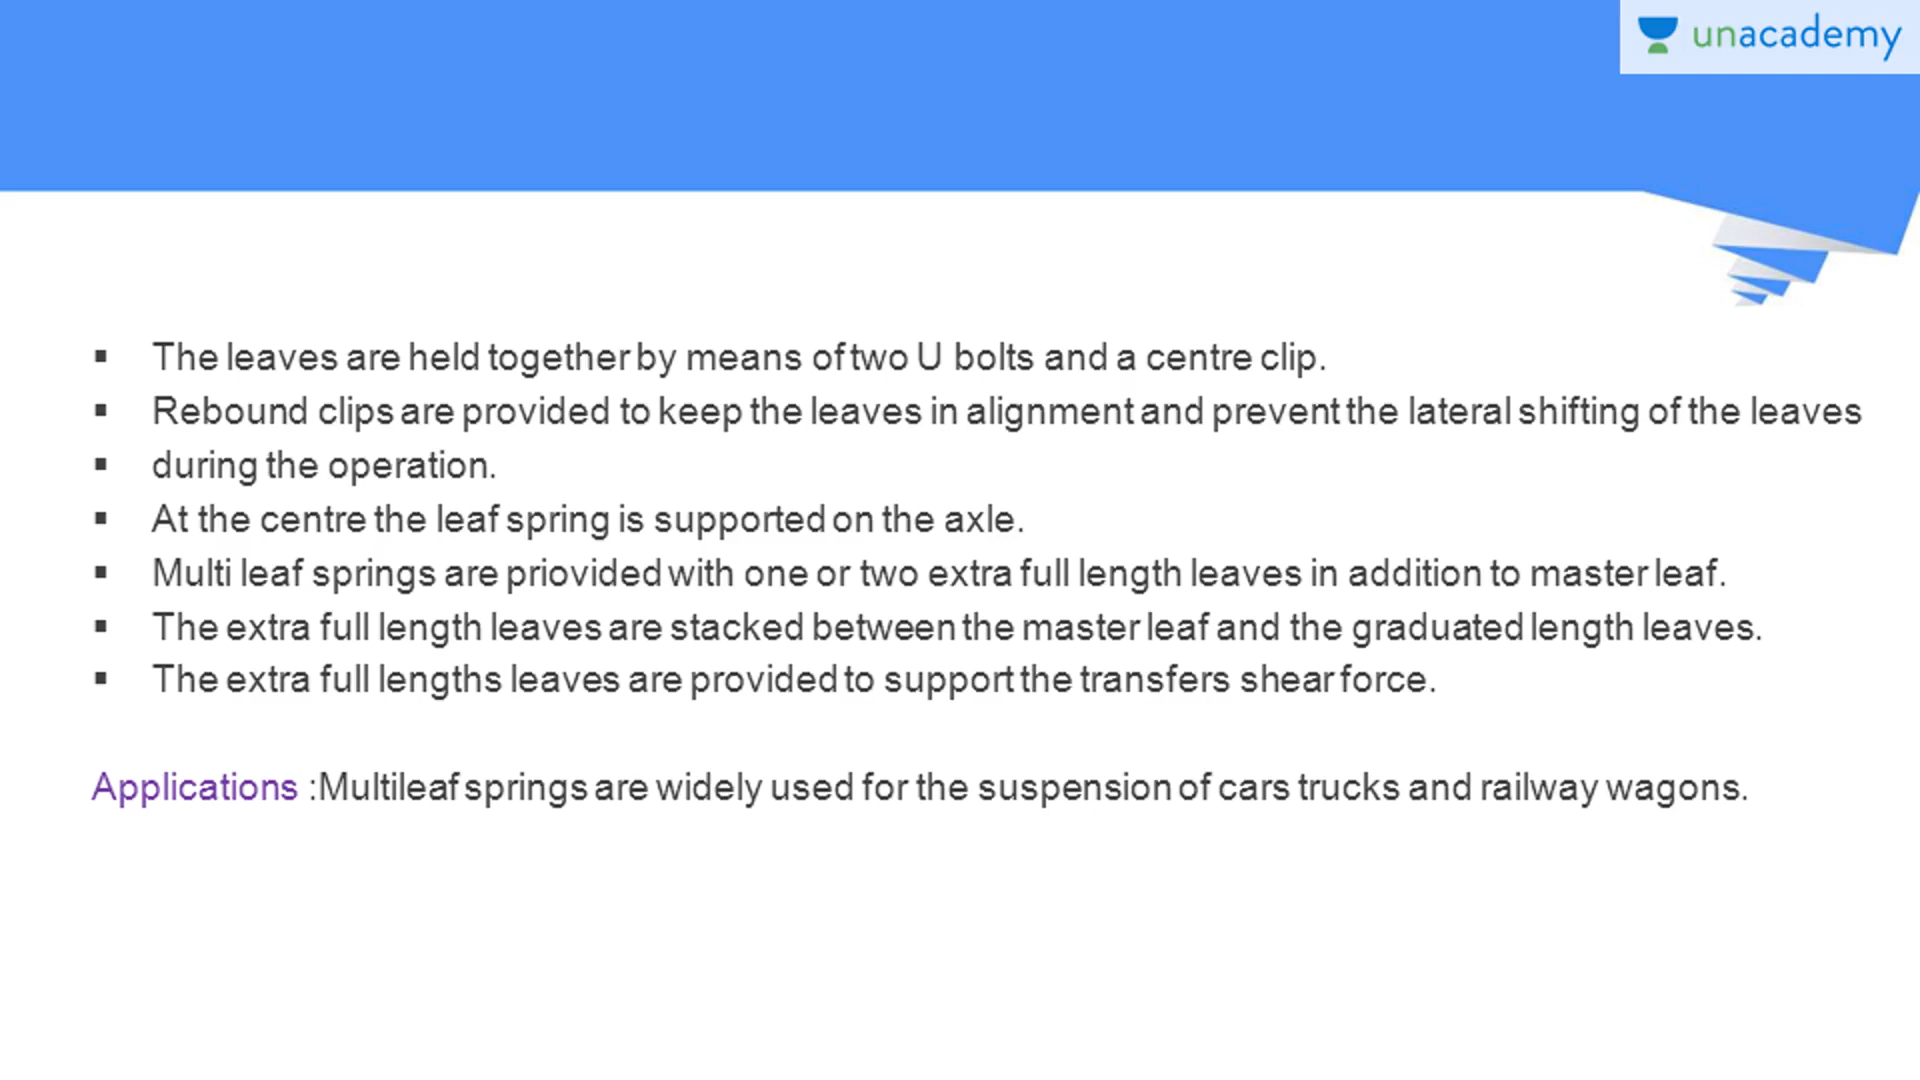 unacademy
▪ The leaves are held together by means of two U bolts and a centre clip.
▪ Rebound clips are provided to keep the leaves in alignment and prevent the lateral shifting of the leaves
▪ during the operation.
▪ At the centre the leaf spring is supported on the axle.
▪ Multi leaf springs are priovided with one or two extra full length leaves in addition to master leaf.
▪ The extra full length leaves are stacked between the master leaf and the graduated length leaves.
▪ The extra full lengths leaves are provided to support the transfers shear force.
Applications :Multileaf springs are widely used for the suspension of cars trucks and railway wagons.